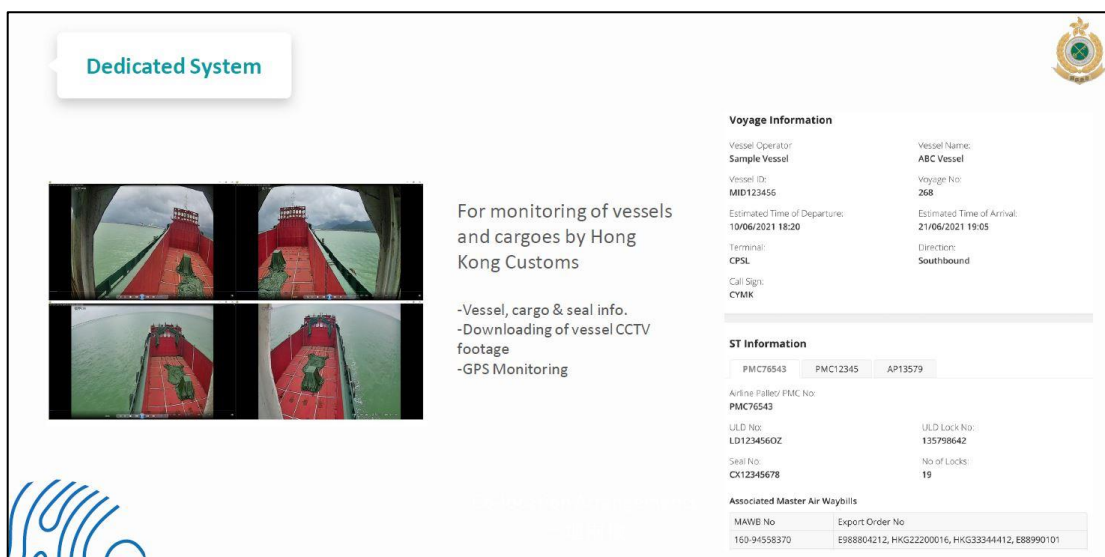 Dedicated System
For monitoring of vessels
and cargoes by Hong
Kong Customs
-Vessel, cargo & seal info.
-Downloading of vessel CCTV
footage
-GPS Monitoring
Voyage Information
Vessel Operator Vessel Name:
Sample Vessel ABC Vessel
Vessel ID: Voyage No:
MID123456 268
Estimated Time of Departure: Estimated Time of Arrival:
10/06/2021 18:20 21/06/2021 19:05
Terminal: Direction:
CPSL Southbound
Call Sign:
CYMK
ST Information
PMC76543 PMC12345 AP13579
Airline Pallet/ PMC No:
PMC76543
ULD No: ULD Lock No:
LD123456OZ 135798642
Seal No: No of Locks:
CX12345678 19
Associated Master Air Waybills
MAWB No Export Order No
160-94558370 E988804212, HKG22200016, HKG33344412, E88990101